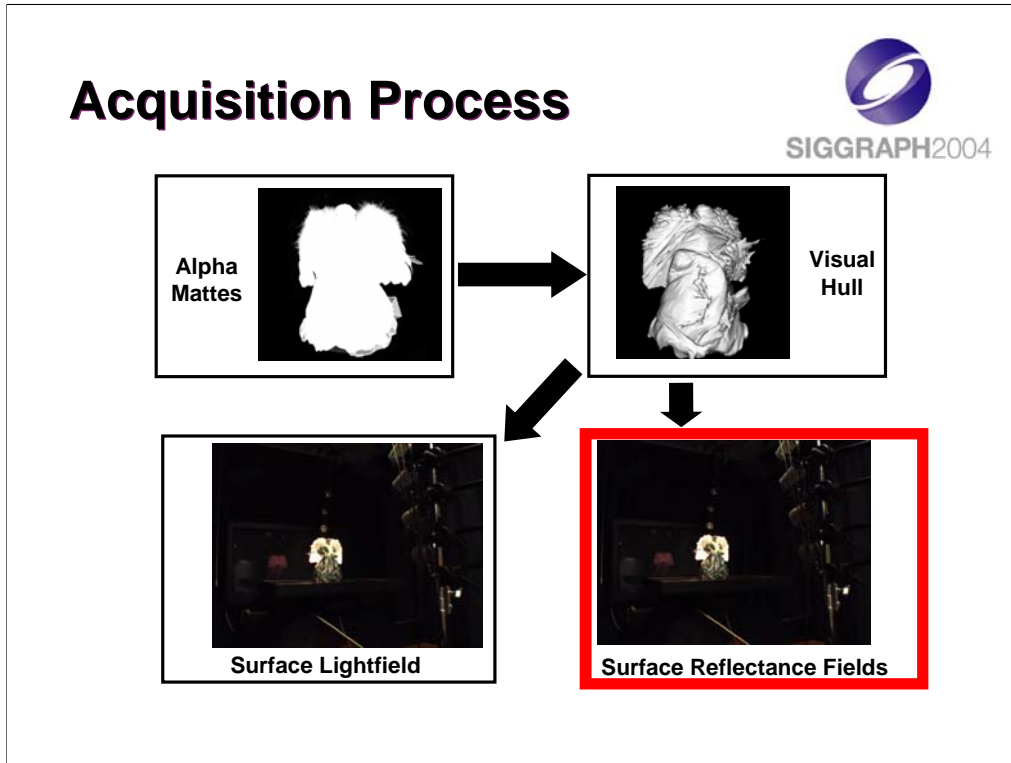 Acquisition Process
SIGGRAPH2004
Alpha
Mattes
Visual
Hull
Surface Lightfield
Surface Reflectance Fields